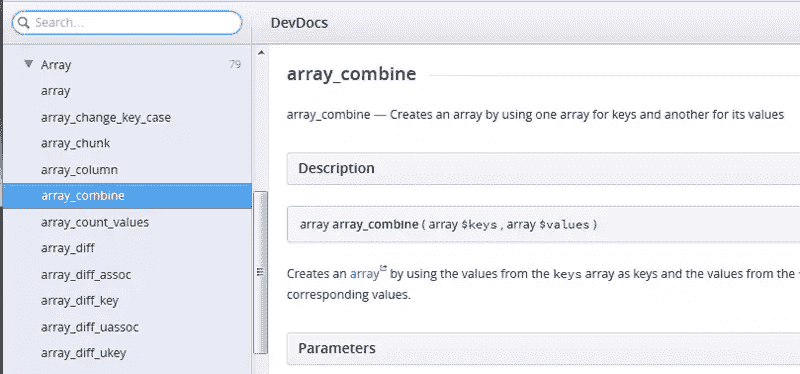 Search...
DevDocs
Array 79
array
array_change_key_case
array_chunk
array_column
array_combine
array_count_values
array_diff
array_diff_assoc
array_diff_key
array_diff_uassoc
array_diff_ukey
array_combine
array_combine — Creates an array by using one array for keys and another for its values
Description
array array_combine ( array $keys , array $values )
Creates an array by using the values from the keys array as keys and the values from the
corresponding values.
Parameters